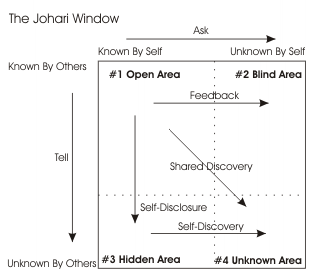 The Johari Window
Ask
Known By Self
Unknown By Self
Known By Others
#1 Open Area
#2 Blind Area
Feedback
Tell
Shared Discovery
Self-Disclosure
Self-Discovery
Unknown By Others
#3 Hidden Area
#4 Unknown Area